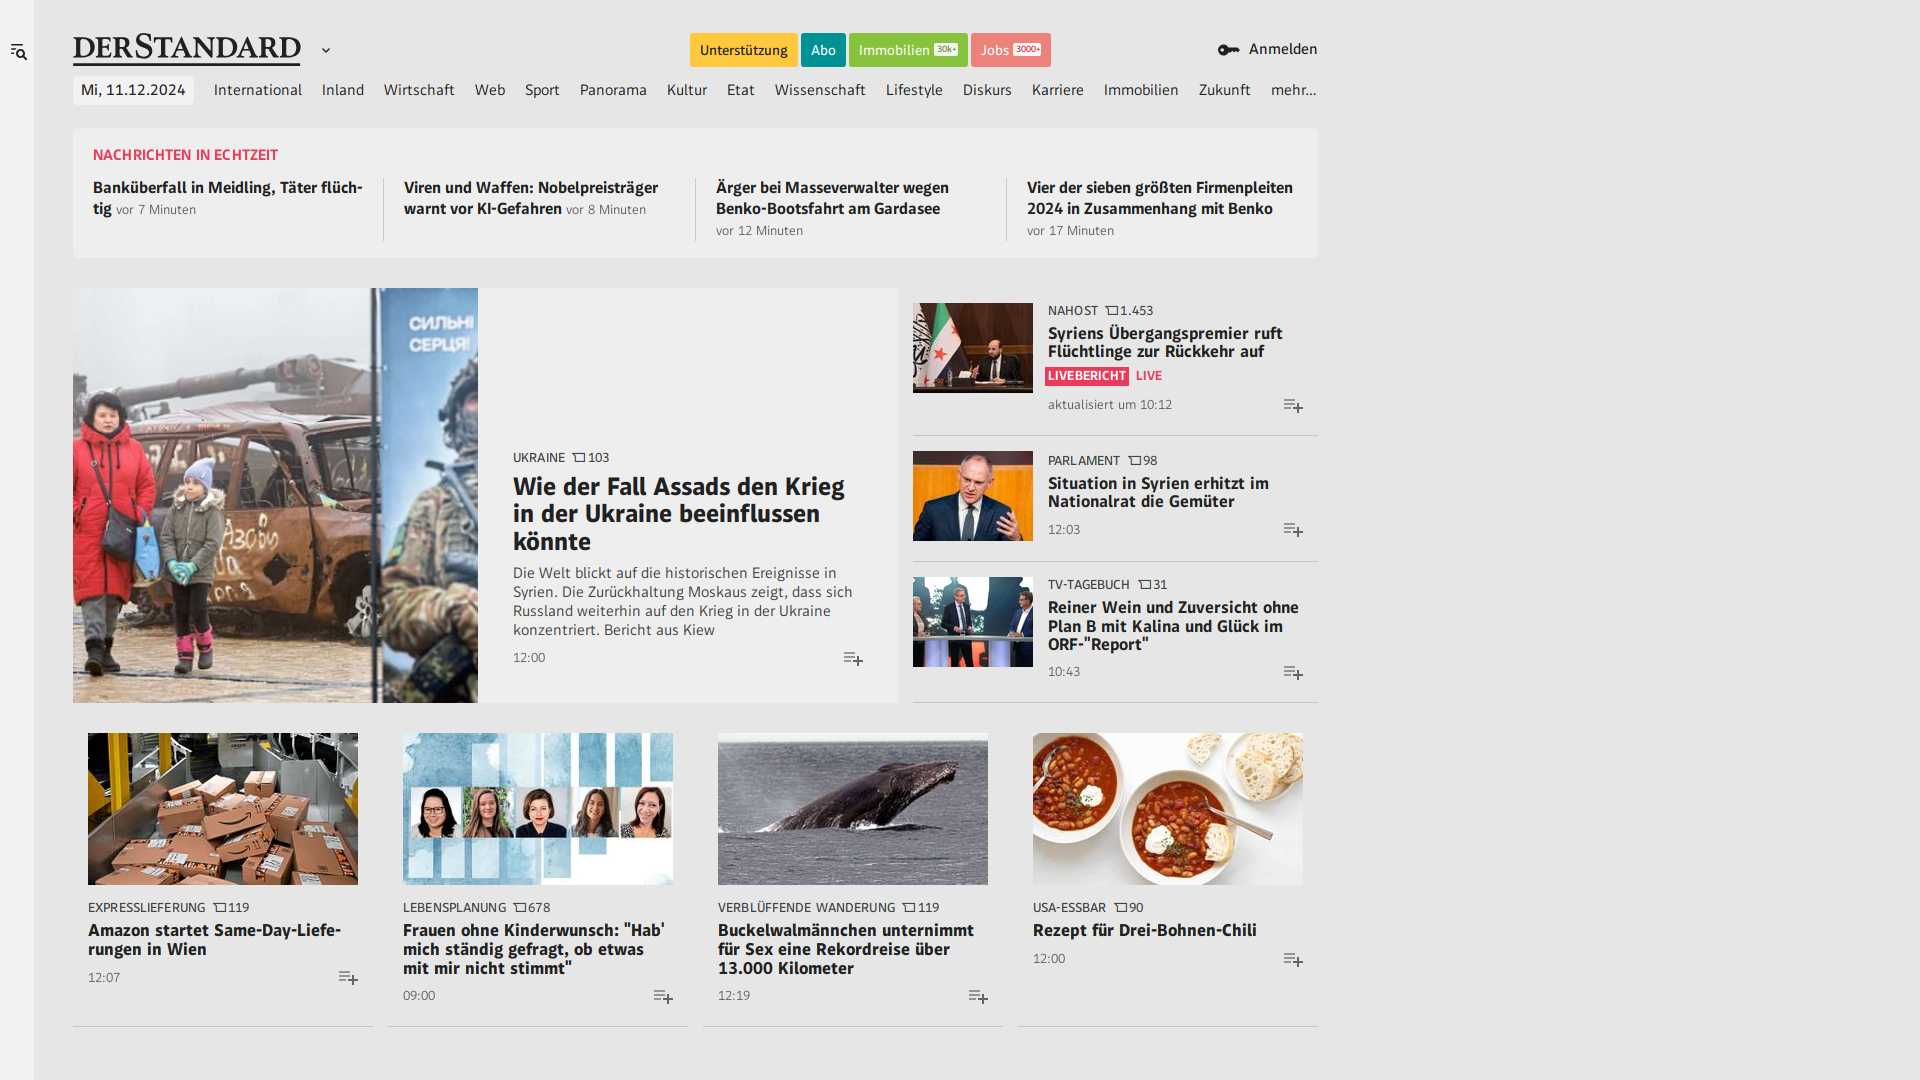 DERSTANDARD
Unterstützung
Abo
Immobilien 30k+
Jobs 3000+
Anmelden
Mi, 11.12.2024
International
Inland
Wirtschaft
Web
Sport
Panorama
Kultur
Etat
Wissenschaft
Lifestyle
Diskurs
Karriere
Immobilien
Zukunft
mehr...
NACHRICHTEN IN ECHTZEIT
Banküberfall in Meidling, Täter flüch-
tig vor 7 Minuten
Viren und Waffen: Nobelpreisträger
warnt vor KI-Gefahren vor 8 Minuten
Ärger bei Masseverwalter wegen
Benko-Bootsfahrt am Gardasee
vor 12 Minuten
Vier der sieben größten Firmenpleiten
2024 in Zusammenhang mit Benko
vor 17 Minuten
СИЛЬНІ
СЕРЦЯ!
UKRAINE 103
Wie der Fall Assads den Krieg
in der Ukraine beeinflussen
könnte
Die Welt blickt auf die historischen Ereignisse in
Syrien. Die Zurückhaltung Moskaus zeigt, dass sich
Russland weiterhin auf den Krieg in der Ukraine
konzentriert. Bericht aus Kiew
12:00
NAHOST 1.453
Syriens Übergangspremier ruft
Flüchtlinge zur Rückkehr auf
LIVEBERICHT LIVE
aktualisiert um 10:12
PARLAMENT 98
Situation in Syrien erhitzt im
Nationalrat die Gemüter
12:03
TV-TAGEBUCH 31
Reiner Wein und Zuversicht ohne
Plan B mit Kalina und Glück im
ORF-"Report"
10:43
EXPRESSLIEFERUNG 119
Amazon startet Same-Day-Liefe-
rungen in Wien
12:07
LEBENSPLANUNG 678
Frauen ohne Kinderwunsch: "Hab'
mich ständig gefragt, ob etwas
mit mir nicht stimmt"
09:00
VERBLÜFFENDE WANDERUNG 119
Buckelwalmännchen unternimmt
für Sex eine Rekordreise über
13.000 Kilometer
12:19
USA-ESSBAR 90
Rezept für Drei-Bohnen-Chili
12:00